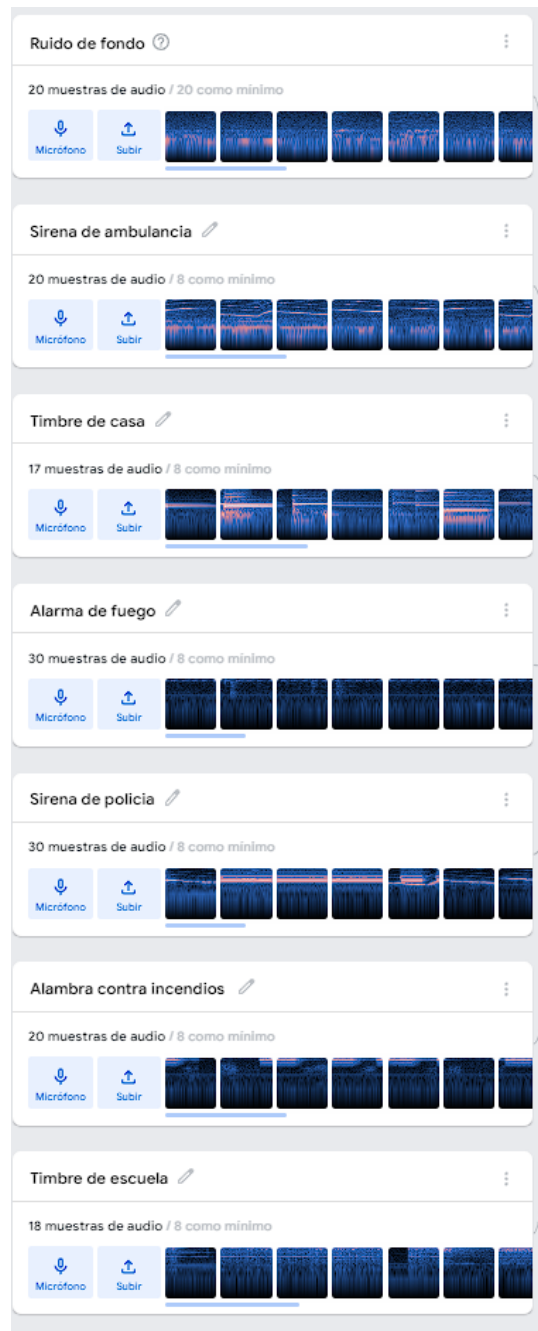 Ruido de fondo
20 muestras de audio / 20 como mínimo
Micrófono Subir
Sirena de ambulancia
20 muestras de audio / 8 como mínimo
Micrófono Subir
Timbre de casa
17 muestras de audio / 8 como mínimo
Micrófono Subir
Alarma de fuego
30 muestras de audio / 8 como mínimo
Micrófono Subir
Sirena de policia
30 muestras de audio / 8 como mínimo
Micrófono Subir
Alambra contra incendios
20 muestras de audio / 8 como mínimo
Micrófono Subir
Timbre de escuela
18 muestras de audio / 8 como mínimo
Micrófono Subir